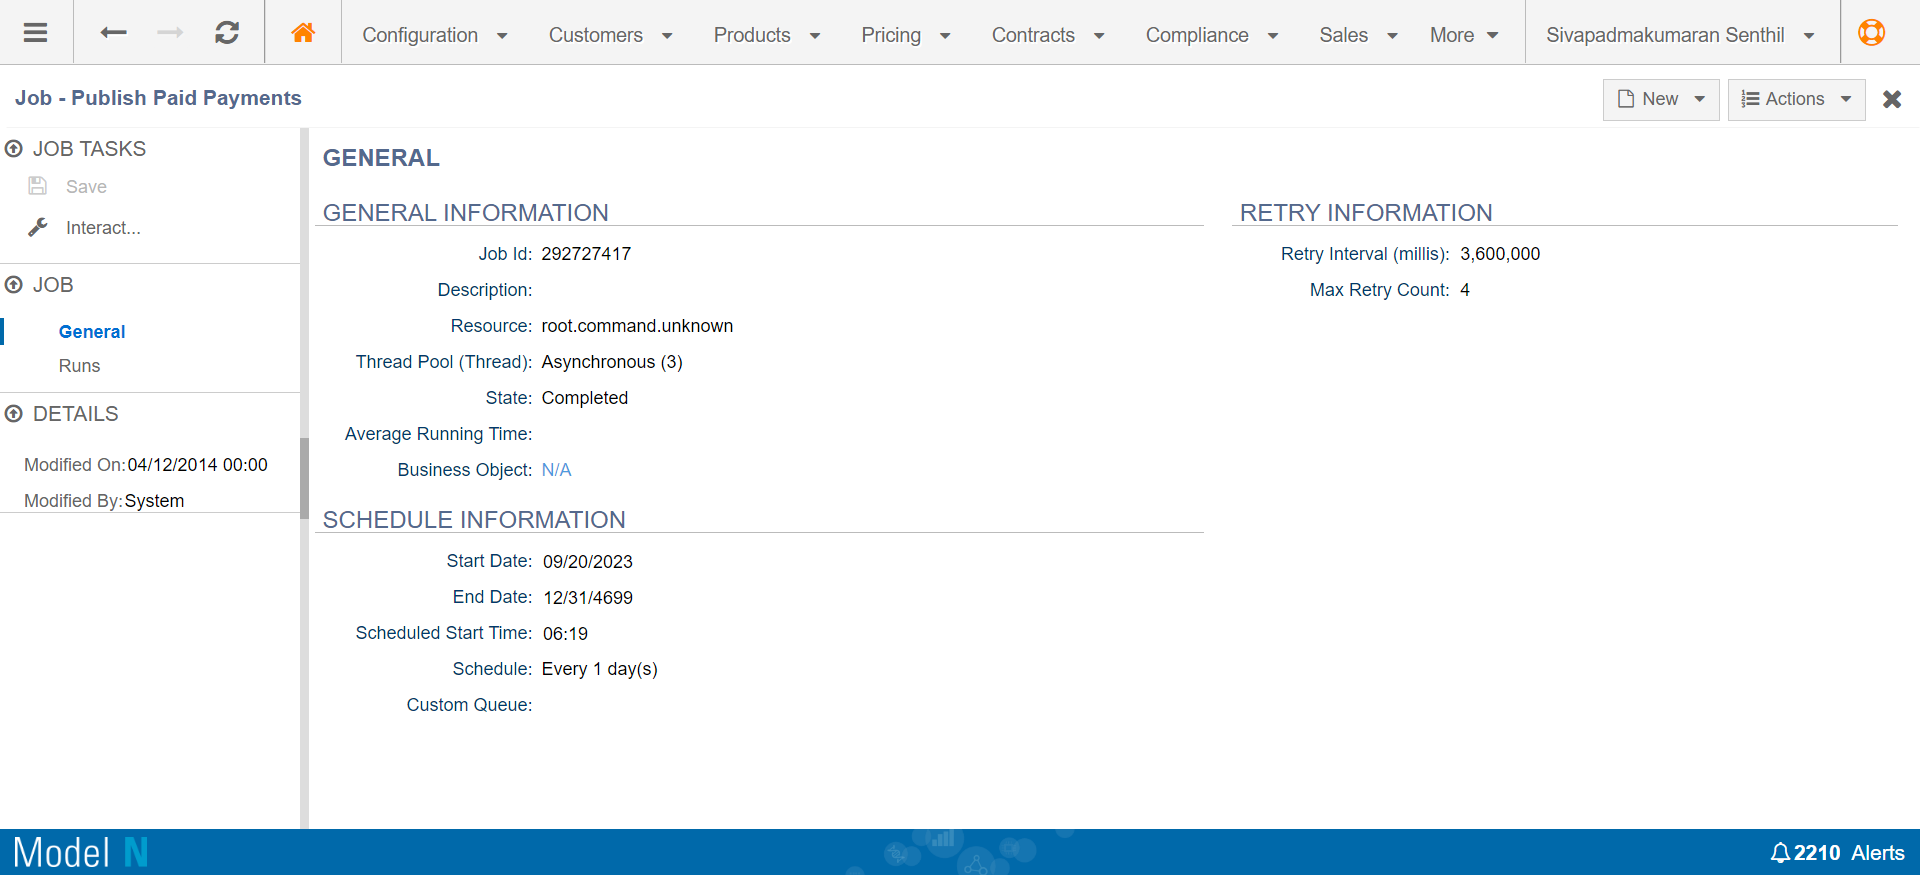 Configuration Customers Products Pricing Contracts Compliance Sales More Sivapadmakumaran Senthil
Job - Publish Paid Payments
New Actions
JOB TASKS
Save
Interact...
JOB
General
Runs
DETAILS
Modified On: 04/12/2014 00:00
Modified By: System
GENERAL
GENERAL INFORMATION
Job Id: 292727417
Description:
Resource: root.command.unknown
Thread Pool (Thread): Asynchronous (3)
State: Completed
Average Running Time:
Business Object: N/A
SCHEDULE INFORMATION
Start Date: 09/20/2023
End Date: 12/31/4699
Scheduled Start Time: 06:19
Schedule: Every 1 day(s)
Custom Queue:
RETRY INFORMATION
Retry Interval (millis): 3,600,000
Max Retry Count: 4
Model N
2210 Alerts